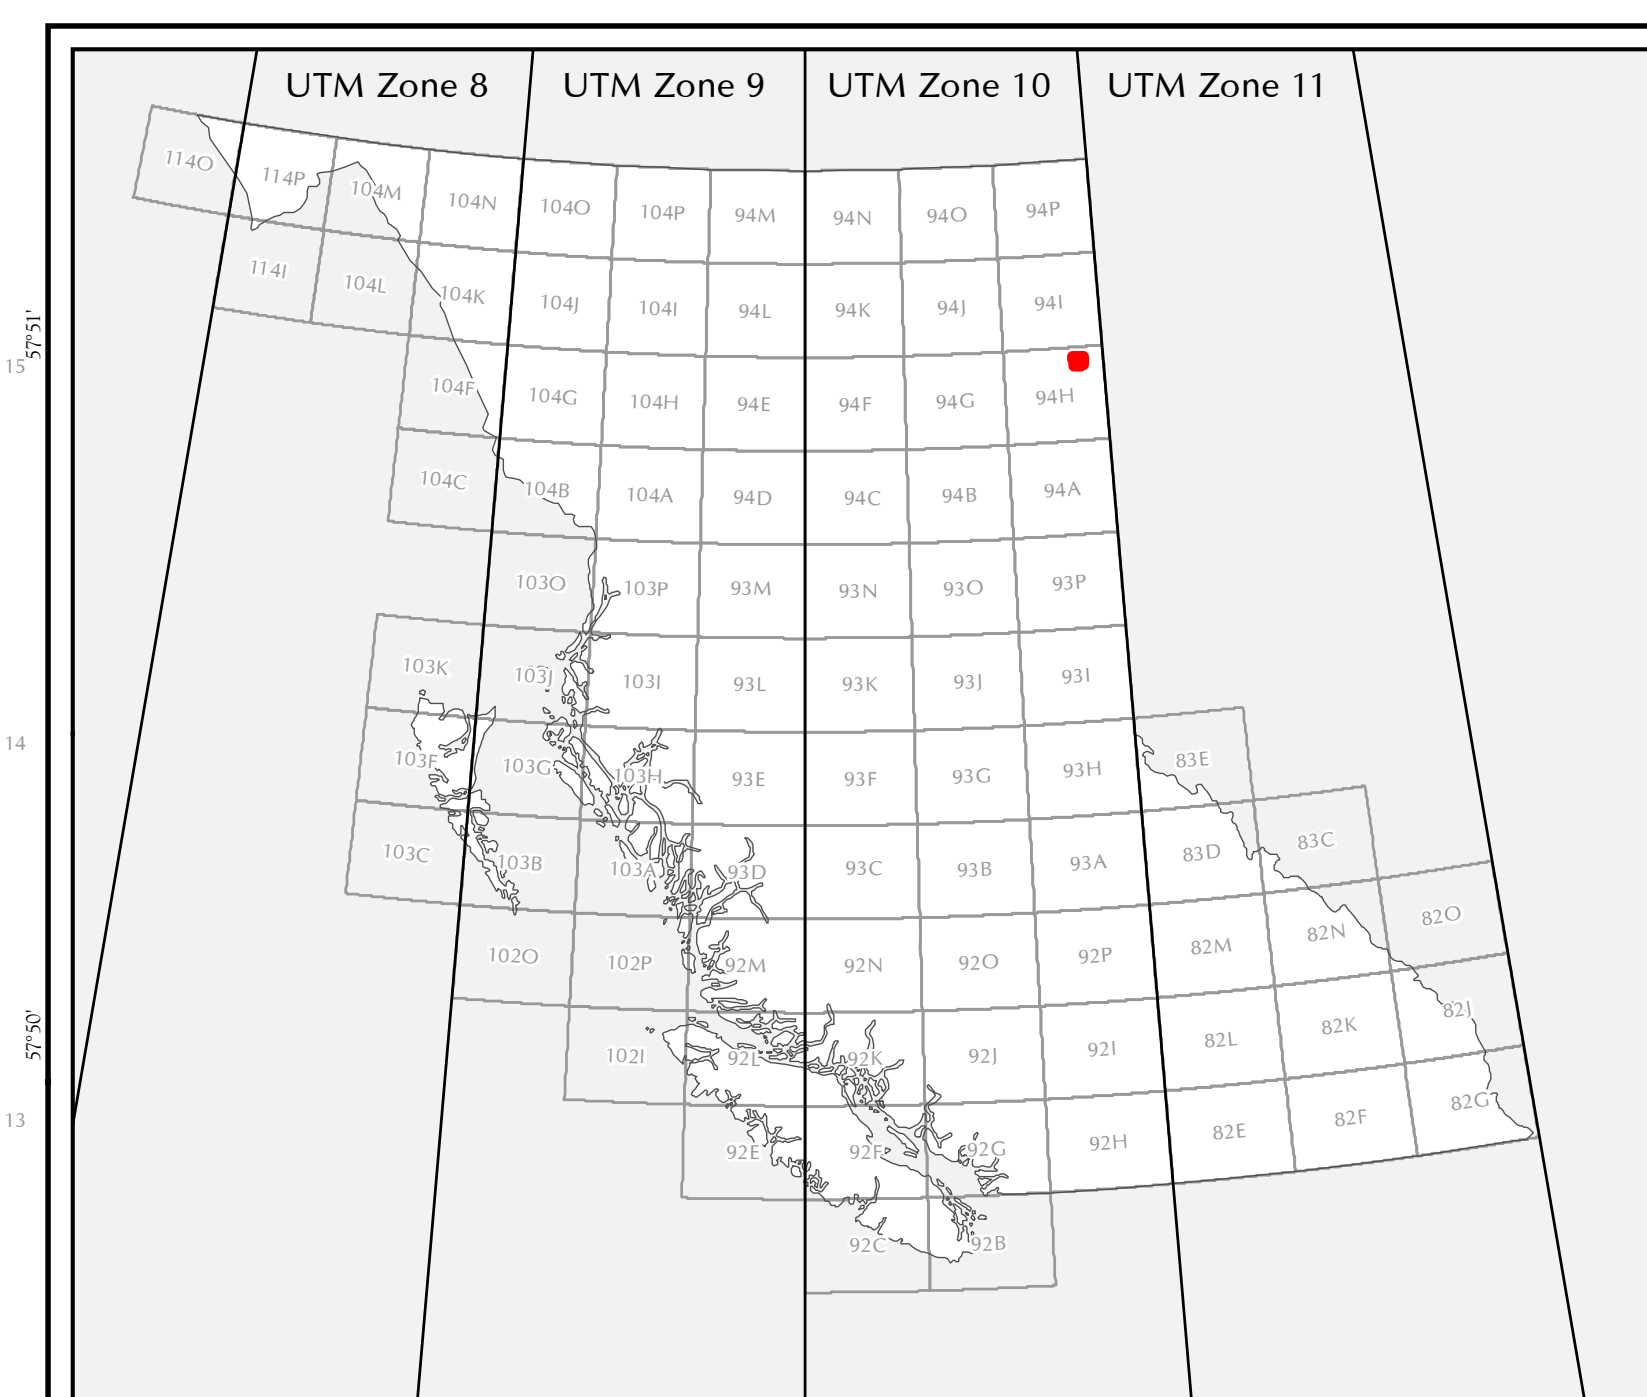 UTM Zone 8 UTM Zone 9 UTM Zone 10 UTM Zone 11
114O 114P 104M 104N 104O 104P 94M 94N 94O 94P
114I 104L 104K 104J 104I 94L 94K 94J 94I
57°51'
15
104F 104G 104H 94E 94F 94G 94H
104C 104B 104A 94D 94C 94B 94A
103O 103P 93M 93N 93O 93P
103K 103J 103I 93L 93K 93J 93I
14
103F 103G 103H 93E 93F 93G 93H 83E
103C 103B 103A 93D 93C 93B 93A 83D 83C
102O 102P 92M 92N 92O 92P 82M 82N 82O
57°50'
102I 92L 92K 92J 92I 82L 82K 82J
13
92E 92F 92G 92H 82E 82F 82G
92C 92B